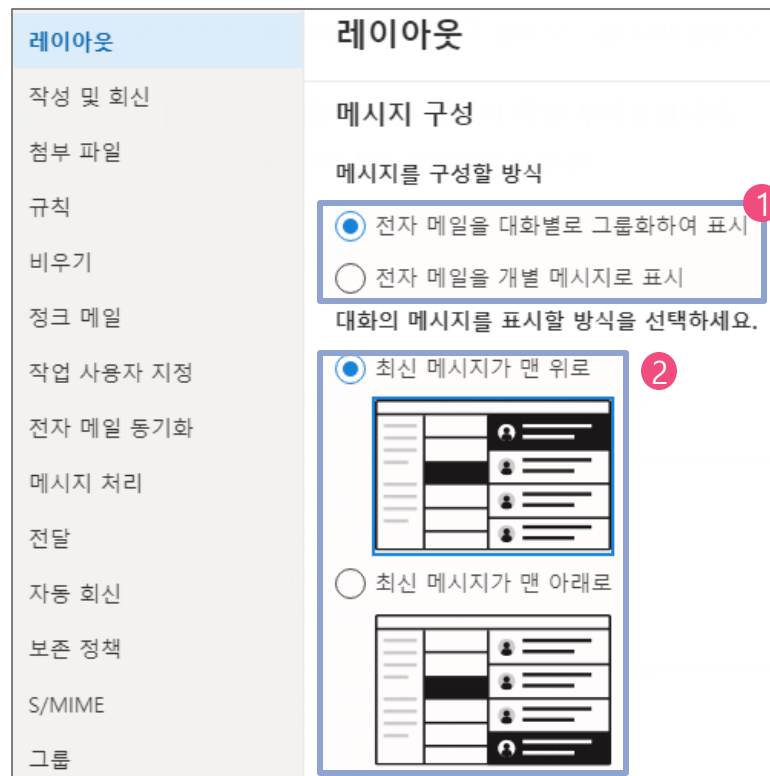 레이아웃
작성 및 회신
첨부 파일
규칙
비우기
정크 메일
작업 사용자 지정
전자 메일 동기화
메시지 처리
전달
자동 회신
보존 정책
S/MIME
그룹
레이아웃
메시지 구성
메시지를 구성할 방식
1
전자 메일을 대화별로 그룹화하여 표시
전자 메일을 개별 메시지로 표시
대화의 메시지를 표시할 방식을 선택하세요.
최신 메시지가 맨 위로
2
최신 메시지가 맨 아래로